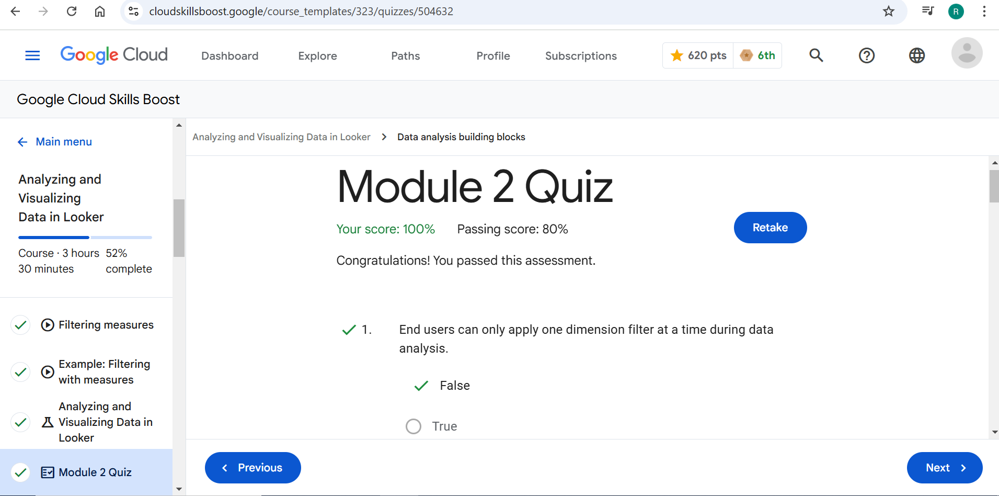 cloudskillsboost.google/course_templates/323/quizzes/504632
R
Google Cloud
Dashboard
Explore
Paths
Profile
Subscriptions
620 pts
6th
Google Cloud Skills Boost
Main menu
Analyzing and
Visualizing
Data in Looker
Course · 3 hours
30 minutes
52%
complete
Filtering measures
Example: Filtering
with measures
Analyzing and
Visualizing Data in
Looker
Module 2 Quiz
Analyzing and Visualizing Data in Looker
Data analysis building blocks
Module 2 Quiz
Your score: 100%
Passing score: 80%
Retake
Congratulations! You passed this assessment.
1.
End users can only apply one dimension filter at a time during data
analysis.
False
True
Previous
Next